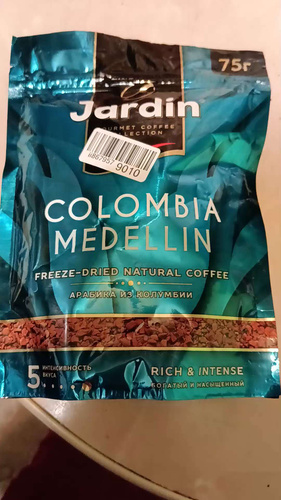 75г
Jardin
GOURMET COFFEE
COLLECTION
9010
COLOMBIA
MEDELLIN
FREEZE-DRIED NATURAL COFFEE
АРАБИКА ИЗ КОЛУМБИИ
5 ИНТЕНСИВНОСТЬ
ВКУСА
RICH & INTENSE
БОГАТЫЙ И НАСЫЩЕННЫЙ